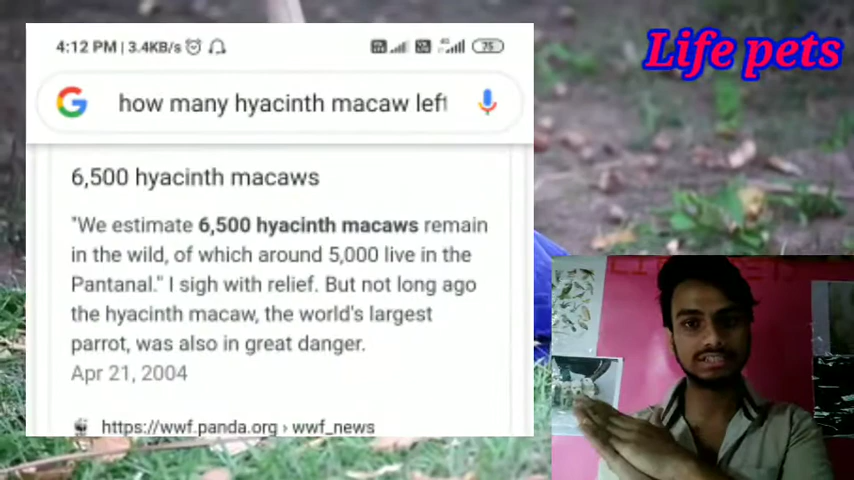 4:12 PM | 3.4KB/s
75
Life pets
how many hyacinth macaw left
6,500 hyacinth macaws
"We estimate 6,500 hyacinth macaws remain
in the wild, of which around 5,000 live in the
Pantanal." I sigh with relief. But not long ago
the hyacinth macaw, the world's largest
parrot, was also in great danger.
Apr 21, 2004
https://wwf.panda.org › wwf_news